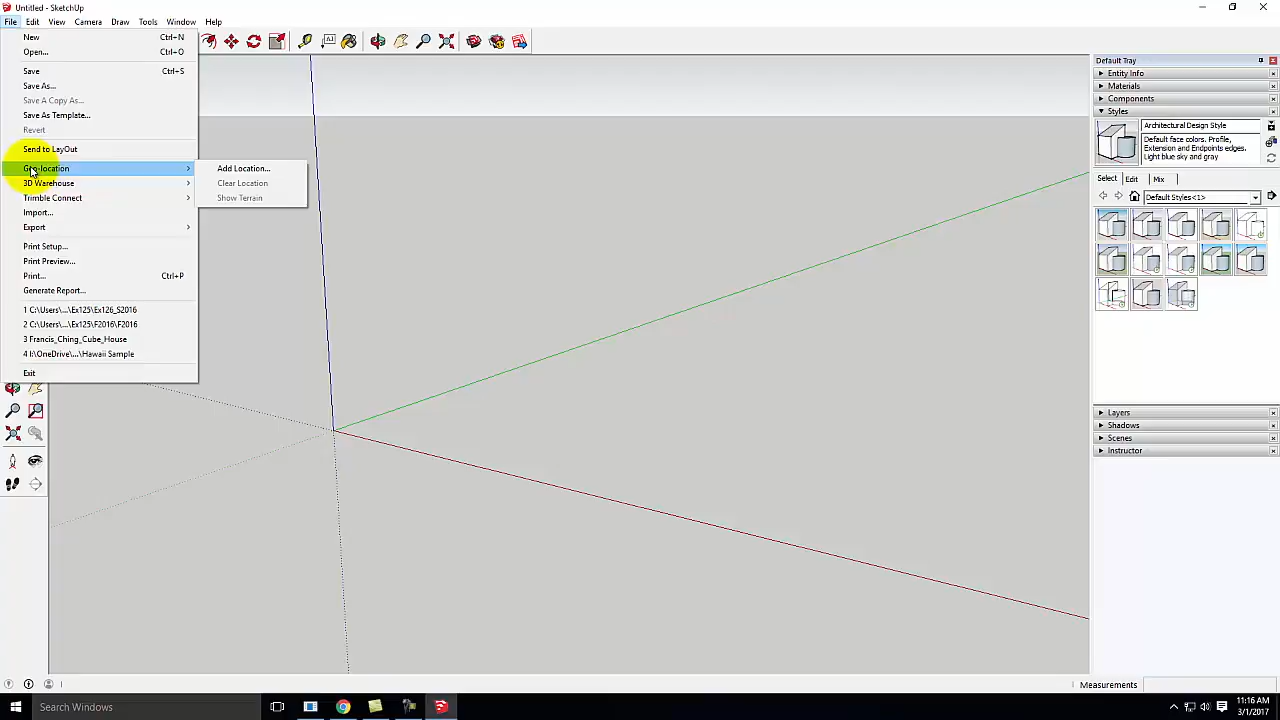 Untitled - SketchUp
File Edit View Camera Draw Tools Window Help
New Ctrl+N
Open... Ctrl+O
Save Ctrl+S
Save As...
Save A Copy As...
Save As Template...
Revert
Send to LayOut
Geo-location
3D Warehouse
Trimble Connect
Import...
Export
Print Setup...
Print Preview...
Print... Ctrl+P
Generate Report...
1 C:\Users\...\Ex125\Ex126_S2016
2 C:\Users\...\Ex125\F2016\F2016
3 Francis_Ching_Cube_House
4 I:\OneDrive\...\Hawaii Sample
Exit
Add Location...
Clear Location
Show Terrain
Default Tray
Entity Info
Materials
Components
Styles
Architectural Design Style
Default face colors. Profile,
Extension and Endpoints edges.
Light blue sky and gray
Select Edit Mix
Default Styles<1>
Layers
Shadows
Scenes
Instructor
Measurements
Search Windows
11:16 AM
3/1/2017